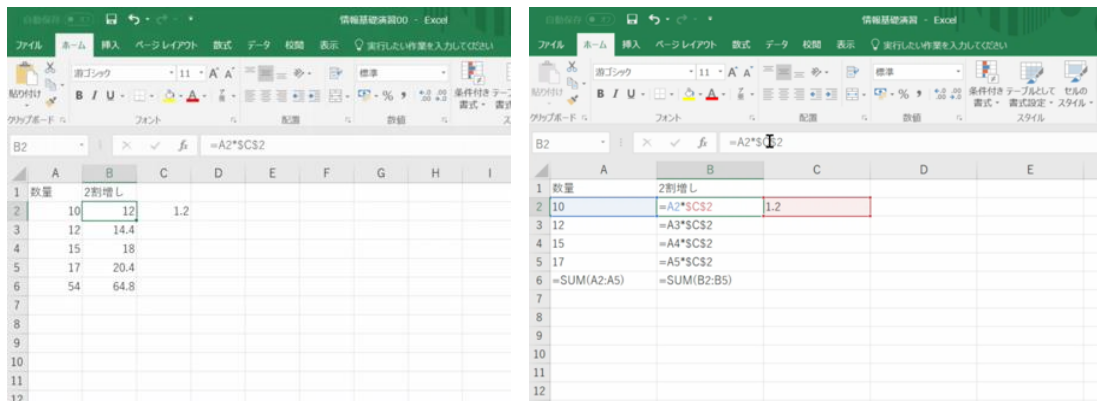 自動保存
情報基礎演習00 - Excel
ファイル ホーム 挿入 ページ レイアウト 数式 データ 校閲 表示 実行したい作業を入力してください
游ゴシック 11 A A 標準
貼り付け B I U A % 条件付き
書式
クリップボード フォント 配置 数値
B2 fx =A2*$C$2
A B C D E F G H I
1 数量 2割増し
2 10 12 1.2
3 12 14.4
4 15 18
5 17 20.4
6 54 64.8
7
8
9
10
11
12
自動保存
情報基礎演習 - Excel
ファイル ホーム 挿入 ページ レイアウト 数式 データ 校閲 表示 実行したい作業を入力してください
游ゴシック 11 A A 標準
貼り付け B I U A % 条件付き テーブルとして セルの
書式 書式設定 スタイル
クリップボード フォント 配置 数値 スタイル
B2 fx =A2*$C$2
A B C D E
1 数量 2割増し
2 10 =A2*$C$2 1.2
3 12 =A3*$C$2
4 15 =A4*$C$2
5 17 =A5*$C$2
6 =SUM(A2:A5) =SUM(B2:B5)
7
8
9
10
11
12